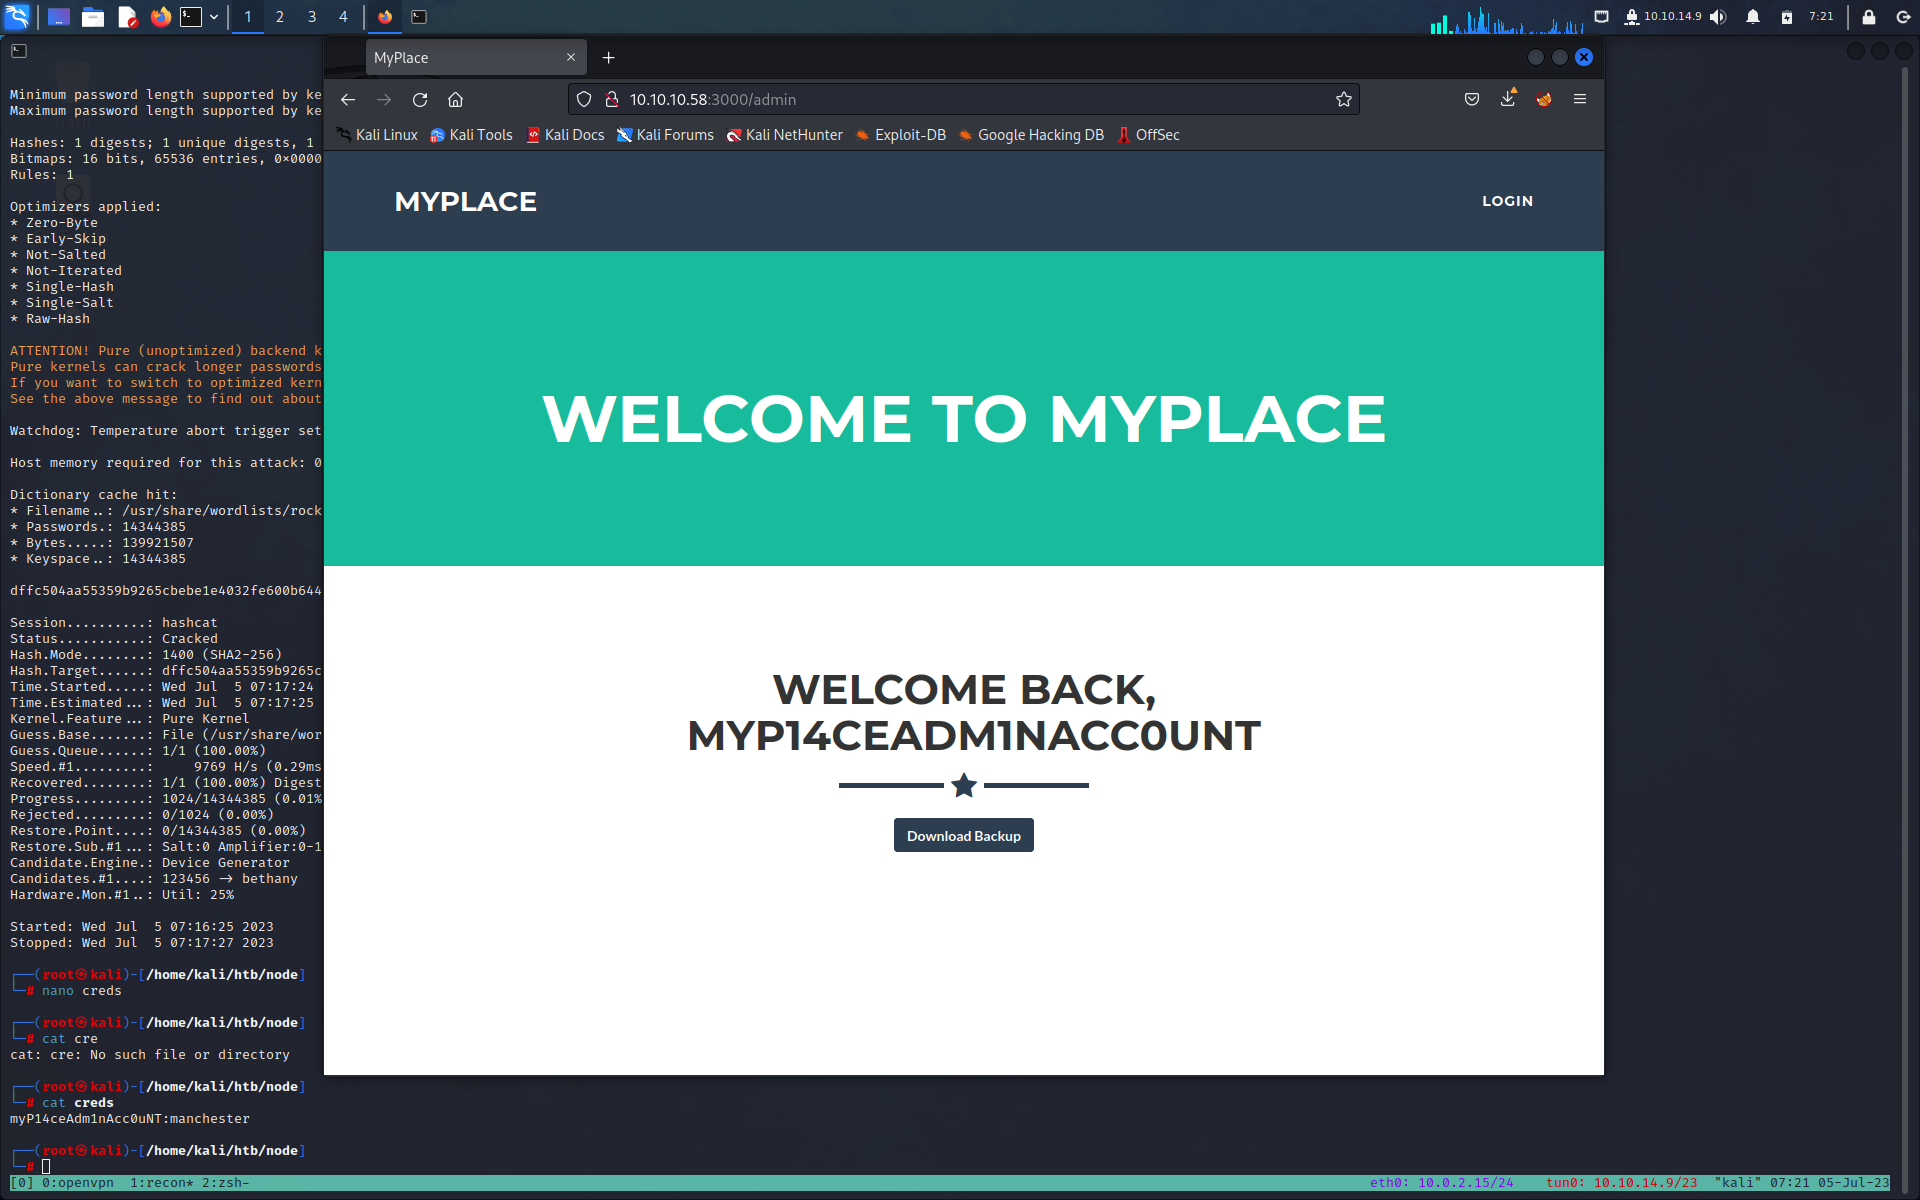 1 2 3 4
10.10.14.9 7:21
MyPlace
10.10.10.58:3000/admin
Kali Linux Kali Tools Kali Docs Kali Forums Kali NetHunter Exploit-DB Google Hacking DB OffSec
MYPLACE
LOGIN
WELCOME TO MYPLACE
WELCOME BACK,
MYP14CEADM1NACC0UNT
Download Backup
Minimum password length supported by ke
Maximum password length supported by ke
Hashes: 1 digests; 1 unique digests, 1
Bitmaps: 16 bits, 65536 entries, 0×0000
Rules: 1
Optimizers applied:
* Zero-Byte
* Early-Skip
* Not-Salted
* Not-Iterated
* Single-Hash
* Single-Salt
* Raw-Hash
ATTENTION! Pure (unoptimized) backend k
Pure kernels can crack longer passwords
If you want to switch to optimized kern
See the above message to find out about
Watchdog: Temperature abort trigger set
Host memory required for this attack: 0
Dictionary cache hit:
* Filename..: /usr/share/wordlists/rock
* Passwords.: 14344385
* Bytes.....: 139921507
* Keyspace..: 14344385
dffc504aa55359b9265cbebe1e4032fe600b644
Session..........: hashcat
Status...........: Cracked
Hash.Mode........: 1400 (SHA2-256)
Hash.Target......: dffc504aa55359b9265c
Time.Started.....: Wed Jul  5 07:17:24
Time.Estimated...: Wed Jul  5 07:17:25
Kernel.Feature...: Pure Kernel
Guess.Base.......: File (/usr/share/wor
Guess.Queue......: 1/1 (100.00%)
Speed.#1.........:     9769 H/s (0.29ms
Recovered........: 1/1 (100.00%) Digest
Progress.........: 1024/14344385 (0.01%
Rejected.........: 0/1024 (0.00%)
Restore.Point....: 0/14344385 (0.00%)
Restore.Sub.#1...: Salt:0 Amplifier:0-1
Candidate.Engine.: Device Generator
Candidates.#1....: 123456 -> bethany
Hardware.Mon.#1..: Util: 25%
Started: Wed Jul  5 07:16:25 2023
Stopped: Wed Jul  5 07:17:27 2023
┌──(root㉿kali)-[/home/kali/htb/node]
└─# nano creds
┌──(root㉿kali)-[/home/kali/htb/node]
└─# cat cre
cat: cre: No such file or directory
┌──(root㉿kali)-[/home/kali/htb/node]
└─# cat creds
myP14ceAdm1nAcc0uNT:manchester
┌──(root㉿kali)-[/home/kali/htb/node]
└─#
[0] 0:openvpn  1:recon* 2:zsh- eth0: 10.0.2.15/24 tun0: 10.10.14.9/23 "kali" 07:21 05-Jul-23